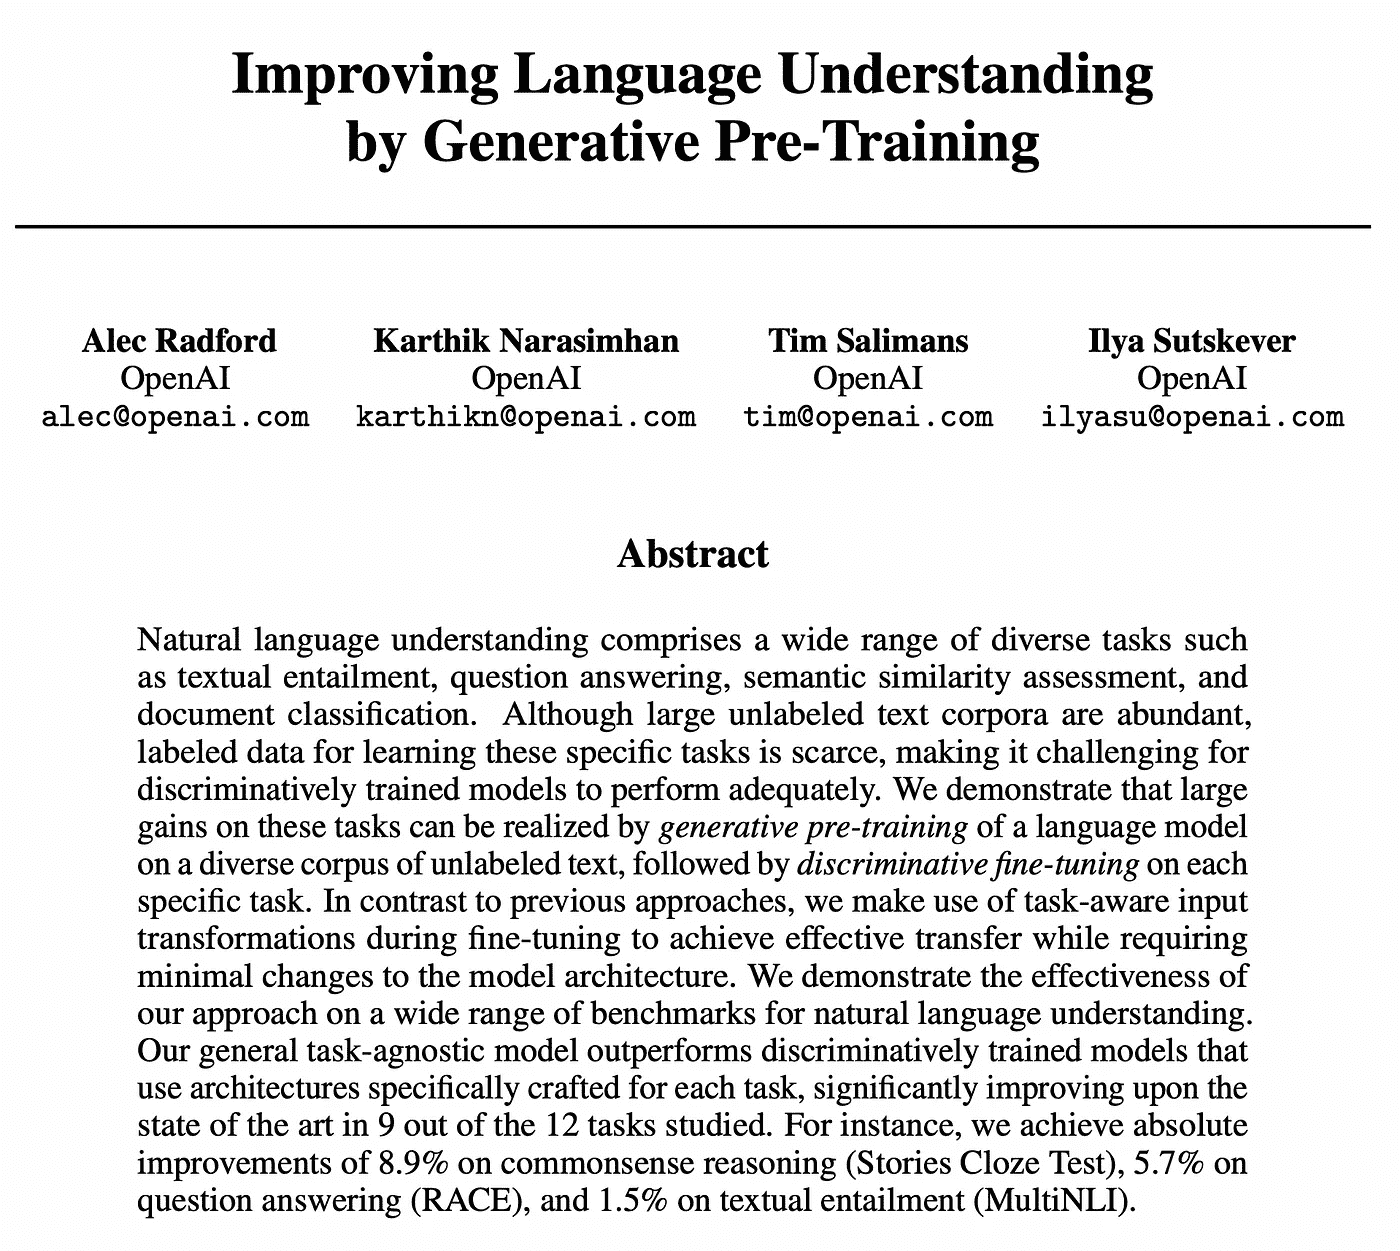 Improving Language Understanding
by Generative Pre-Training
Alec Radford
OpenAI
alec@openai.com
Karthik Narasimhan
OpenAI
karthikn@openai.com
Tim Salimans
OpenAI
tim@openai.com
Ilya Sutskever
OpenAI
ilyasu@openai.com
Abstract
Natural language understanding comprises a wide range of diverse tasks such
as textual entailment, question answering, semantic similarity assessment, and
document classification. Although large unlabeled text corpora are abundant,
labeled data for learning these specific tasks is scarce, making it challenging for
discriminatively trained models to perform adequately. We demonstrate that large
gains on these tasks can be realized by generative pre-training of a language model
on a diverse corpus of unlabeled text, followed by discriminative fine-tuning on each
specific task. In contrast to previous approaches, we make use of task-aware input
transformations during fine-tuning to achieve effective transfer while requiring
minimal changes to the model architecture. We demonstrate the effectiveness of
our approach on a wide range of benchmarks for natural language understanding.
Our general task-agnostic model outperforms discriminatively trained models that
use architectures specifically crafted for each task, significantly improving upon the
state of the art in 9 out of the 12 tasks studied. For instance, we achieve absolute
improvements of 8.9% on commonsense reasoning (Stories Cloze Test), 5.7% on
question answering (RACE), and 1.5% on textual entailment (MultiNLI).